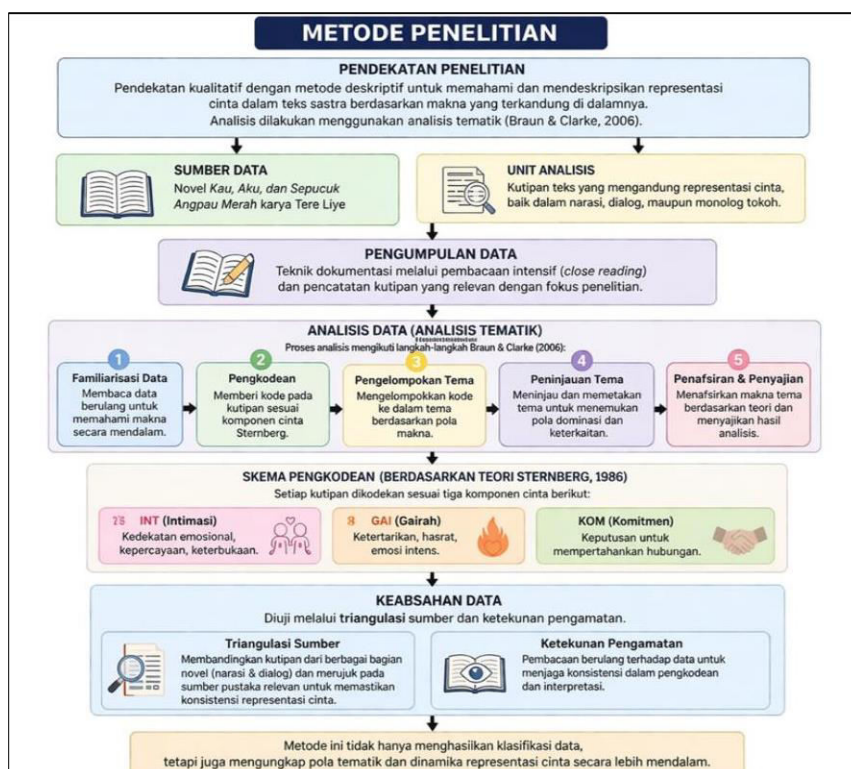 METODE PENELITIAN
PENDEKATAN PENELITIAN
Pendekatan kualitatif dengan metode deskriptif untuk memahami dan mendeskripsikan representasi
cinta dalam teks sastra berdasarkan makna yang terkandung di dalamnya.
Analisis dilakukan menggunakan analisis tematik (Braun & Clarke, 2006).
SUMBER DATA
Novel Kau, Aku, dan Sepucuk
Angpau Merah karya Tere Liye
UNIT ANALISIS
Kutipan teks yang mengandung representasi cinta,
baik dalam narasi, dialog, maupun monolog tokoh.
PENGUMPULAN DATA
Teknik dokumentasi melalui pembacaan intensif (close reading)
dan pencatatan kutipan yang relevan dengan fokus penelitian.
ANALISIS DATA (ANALISIS TEMATIK)
Proses analisis mengikuti langkah-langkah Braun & Clarke (2006):
1
Familiarisasi Data
Membaca data
berulang untuk
memahami makna
secara mendalam.
2
Pengkodean
Memberi kode pada
kutipan sesuai
komponen cinta
Sternberg.
3
Pengelompokan Tema
Mengelompokkan kode
ke dalam tema
berdasarkan pola
makna.
4
Peninjauan Tema
Meninjau dan memetakan
tema untuk menemukan
pola dominasi dan
keterkaitan.
5
Penafsiran & Penyajian
Menafsirkan makna tema
berdasarkan teori dan
menyajikan hasil
analisis.
SKEMA PENGKODEAN (BERDASARKAN TEORI STERNBERG, 1986)
Setiap kutipan dikodekan sesuai tiga komponen cinta berikut:
INT (Intimasi)
Kedekatan emosional,
kepercayaan, keterbukaan.
GAI (Gairah)
Ketertarikan, hasrat,
emosi intens.
KOM (Komitmen)
Keputusan untuk
mempertahankan hubungan.
KEABSAHAN DATA
Diuji melalui triangulasi sumber dan ketekunan pengamatan.
Triangulasi Sumber
Membandingkan kutipan dari berbagai bagian
novel (narasi & dialog) dan merujuk pada
sumber pustaka relevan untuk memastikan
konsistensi representasi cinta.
Ketekunan Pengamatan
Pembacaan berulang terhadap data untuk
menjaga konsistensi dalam pengkodean
dan interpretasi.
Metode ini tidak hanya menghasilkan klasifikasi data,
tetapi juga mengungkap pola tematik dan dinamika representasi cinta secara lebih mendalam.